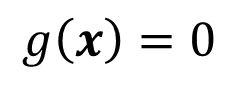 g(𝒙) = 0